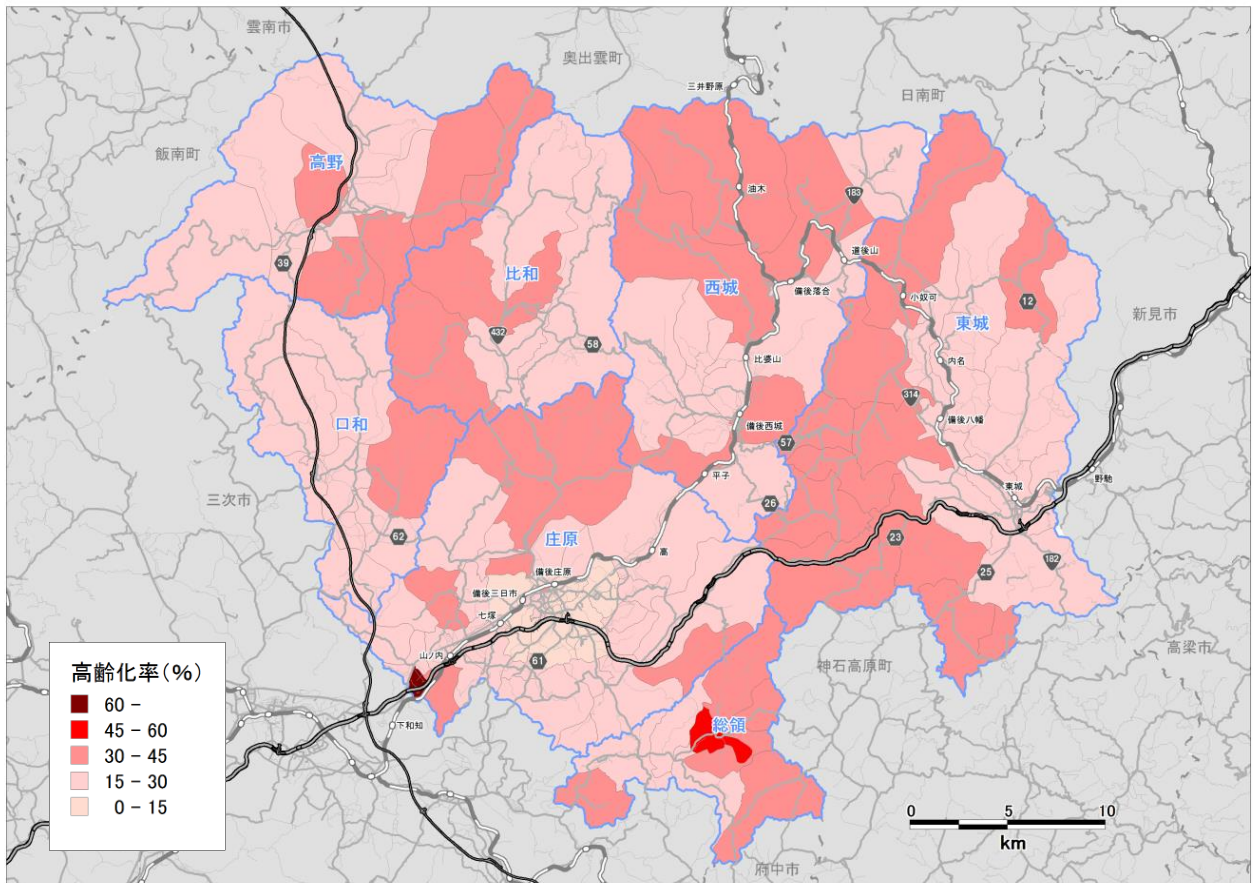 雲南市
奥出雲町
三井野原
日南町
飯南町
高野
油木
183
39
比和
西城
道後山
備後落合
小奴可
12
新見市
東城
432
58
比婆山
内名
314
口和
備後西城
57
備後八幡
三次市
平子
26
東城
野馳
62
庄原
高
23
備後庄原
備後三日市
七塚
25
182
山ノ内
61
神石高原町
高梁市
高齢化率(%)
60 -
45 - 60
30 - 45
15 - 30
0 - 15
下和知
総領
0 5 10
km
府中市